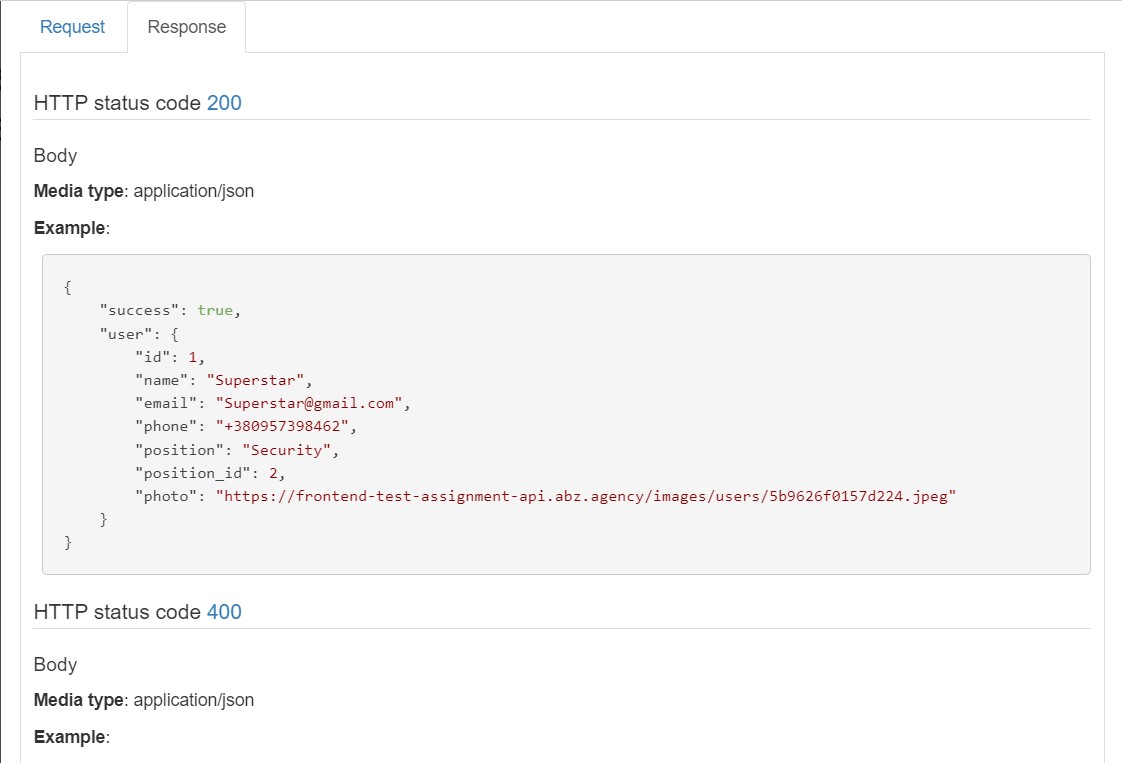 Request Response
HTTP status code 200
Body
Media type: application/json
Example:
{
    "success": true,
    "user": {
        "id": 1,
        "name": "Superstar",
        "email": "Superstar@gmail.com",
        "phone": "+380957398462",
        "position": "Security",
        "position_id": 2,
        "photo": "https://frontend-test-assignment-api.abz.agency/images/users/5b9626f0157d224.jpeg"
    }
}
HTTP status code 400
Body
Media type: application/json
Example: